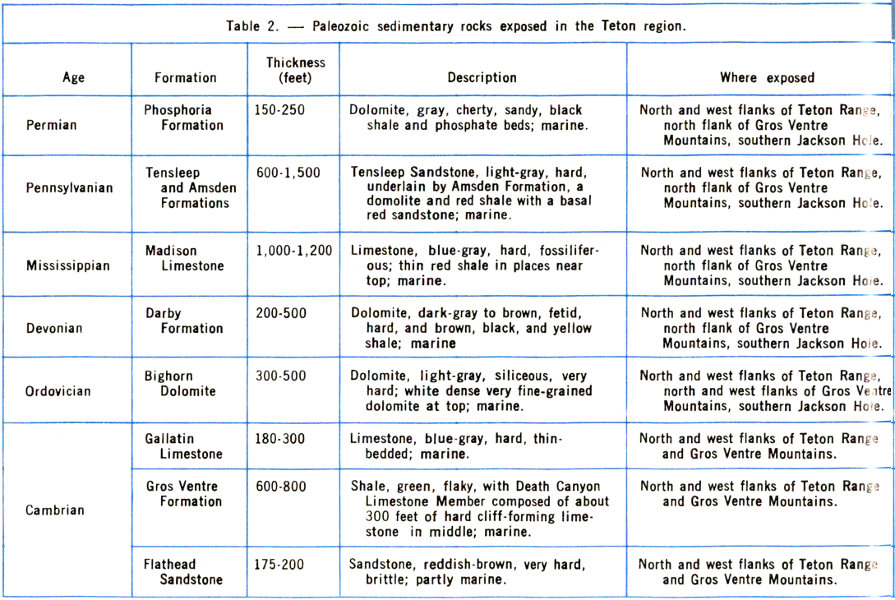 Table 2. — Paleozoic sedimentary rocks exposed in the Teton region.
Age
Formation
Thickness
(feet)
Description
Where exposed
Permian
Phosphoria
Formation
150-250
Dolomite, gray, cherty, sandy, black
shale and phosphate beds; marine.
North and west flanks of Teton Range,
north flank of Gros Ventre
Mountains, southern Jackson Hole.
Pennsylvanian
Tensleep
and Amsden
Formations
600-1,500
Tensleep Sandstone, light-gray, hard,
underlain by Amsden Formation, a
domolite and red shale with a basal
red sandstone; marine.
North and west flanks of Teton Range,
north flank of Gros Ventre
Mountains, southern Jackson Hole.
Mississippian
Madison
Limestone
1,000-1,200
Limestone, blue-gray, hard, fossilifer-
ous; thin red shale in places near
top; marine.
North and west flanks of Teton Range,
north flank of Gros Ventre
Mountains, southern Jackson Hole.
Devonian
Darby
Formation
200-500
Dolomite, dark-gray to brown, fetid,
hard, and brown, black, and yellow
shale; marine
North and west flanks of Teton Range,
north flank of Gros Ventre
Mountains, southern Jackson Hole.
Ordovician
Bighorn
Dolomite
300-500
Dolomite, light-gray, siliceous, very
hard; white dense very fine-grained
dolomite at top; marine.
North and west flanks of Teton Range,
north and west flanks of Gros Ventre
Mountains, southern Jackson Hole.
Cambrian
Gallatin
Limestone
180-300
Limestone, blue-gray, hard, thin-
bedded; marine.
North and west flanks of Teton Range
and Gros Ventre Mountains.
Gros Ventre
Formation
600-800
Shale, green, flaky, with Death Canyon
Limestone Member composed of about
300 feet of hard cliff-forming lime-
stone in middle; marine.
North and west flanks of Teton Range
and Gros Ventre Mountains.
Flathead
Sandstone
175-200
Sandstone, reddish-brown, very hard,
brittle; partly marine.
North and west flanks of Teton Range
and Gros Ventre Mountains.